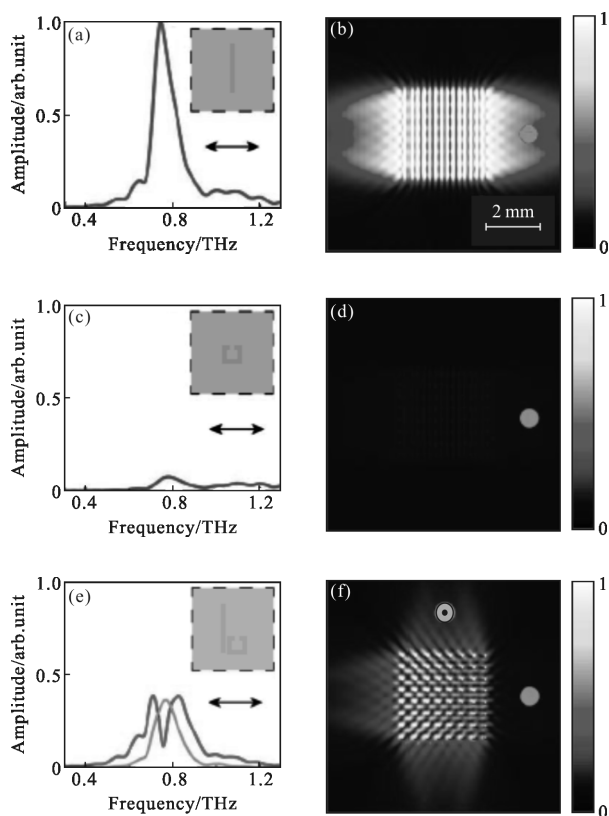 (a)
Amplitude/arb.unit
1.0
0.5
0
0.4 0.8 1.2
Frequency/THz
(b)
2 mm
1
0
(c)
Amplitude/arb.unit
1.0
0.5
0
0.4 0.8 1.2
Frequency/THz
(d)
1
0
(e)
Amplitude/arb.unit
1.0
0.5
0
0.4 0.8 1.2
Frequency/THz
(f)
1
0